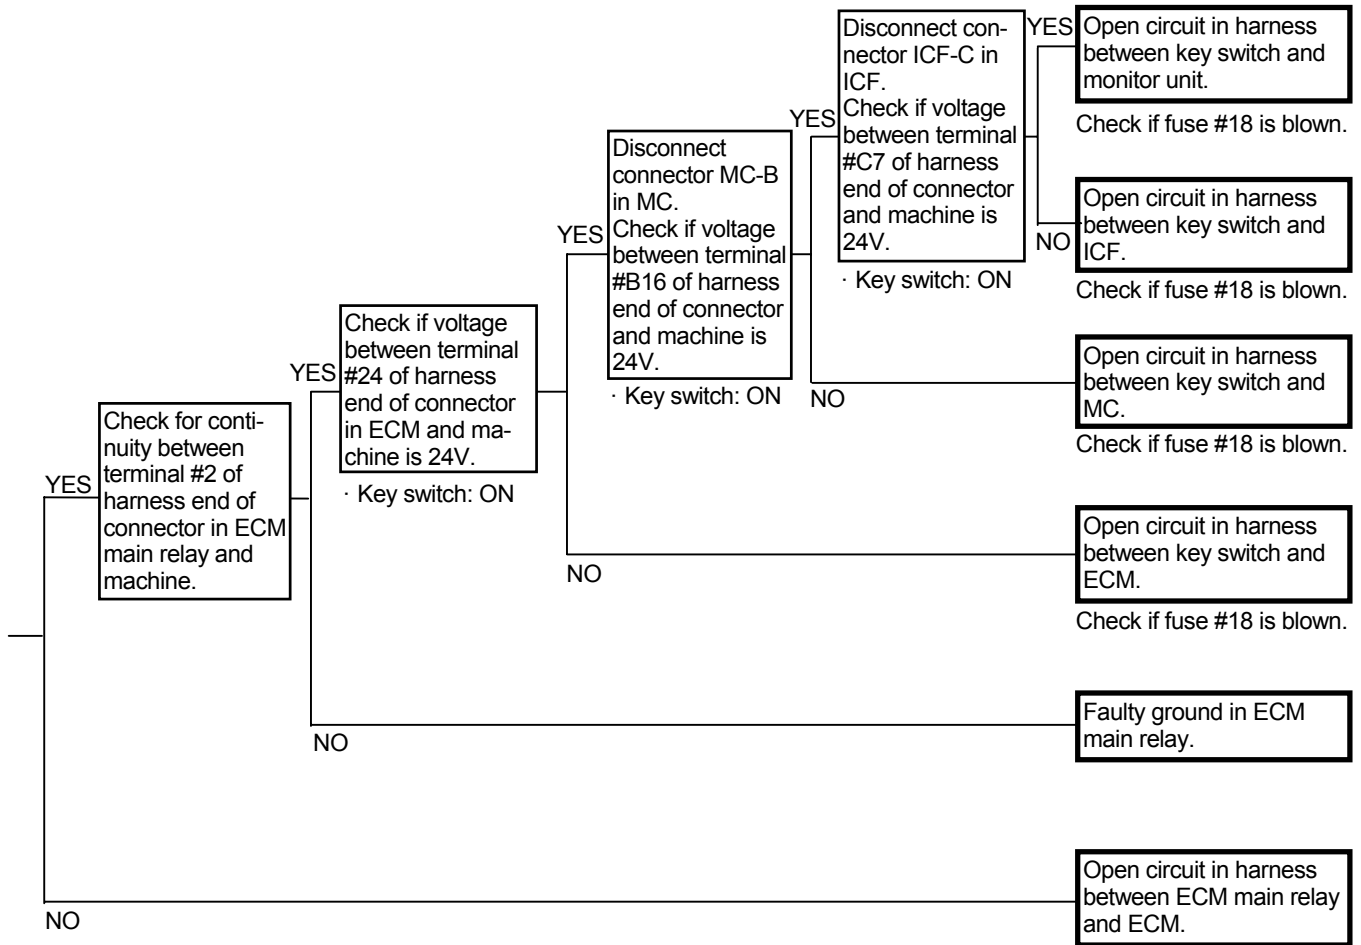 Disconnect con-
nector ICF-C in
ICF.
Check if voltage
between terminal
#C7 of harness
end of connector
and machine is
24V.
· Key switch: ON
YES
Open circuit in harness
between key switch and
monitor unit.
Check if fuse #18 is blown.
NO
Open circuit in harness
between key switch and
ICF.
Check if fuse #18 is blown.
YES
Disconnect
connector MC-B
in MC.
Check if voltage
between terminal
#B16 of harness
end of connector
and machine is
24V.
· Key switch: ON
NO
Open circuit in harness
between key switch and
MC.
Check if fuse #18 is blown.
YES
Check if voltage
between terminal
#24 of harness
end of connector
in ECM and ma-
chine is 24V.
· Key switch: ON
YES
NO
Open circuit in harness
between key switch and
ECM.
Check if fuse #18 is blown.
YES
Check for conti-
nuity between
terminal #2 of
harness end of
connector in ECM
main relay and
machine.
NO
Faulty ground in ECM
main relay.
NO
Open circuit in harness
between ECM main relay
and ECM.